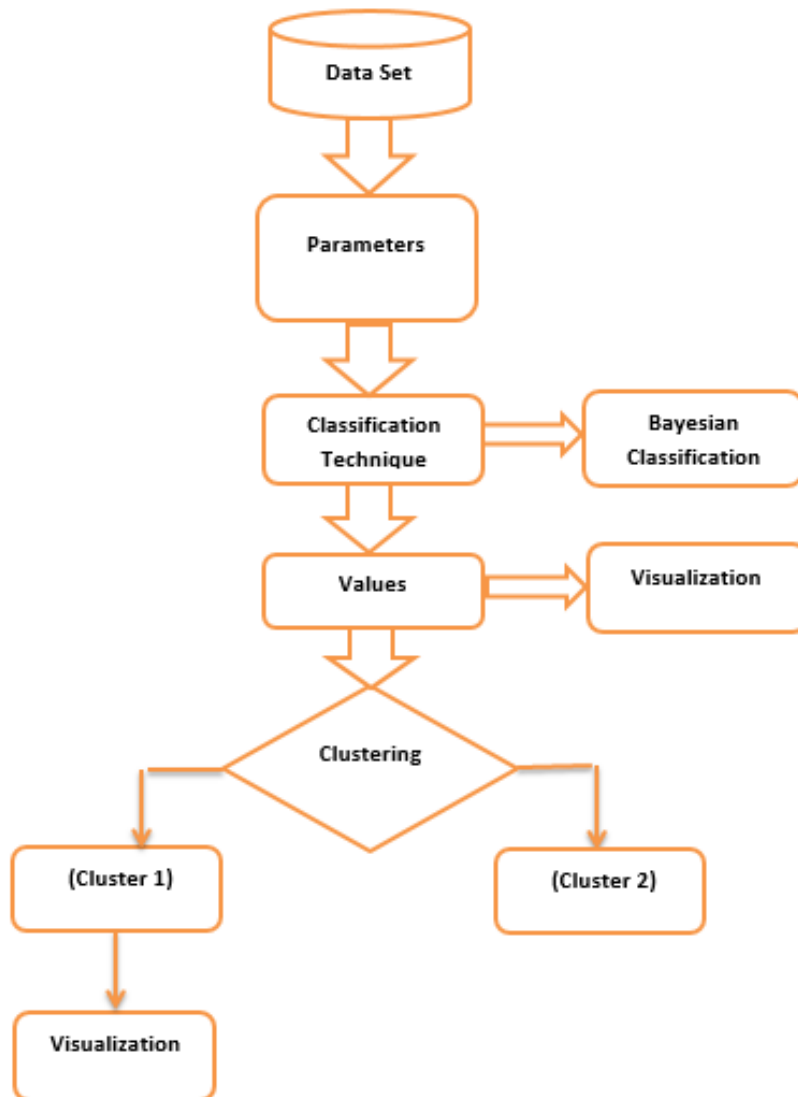 Data Set
Parameters
Classification
Technique
Bayesian
Classification
Values
Visualization
Clustering
(Cluster 1)
(Cluster 2)
Visualization